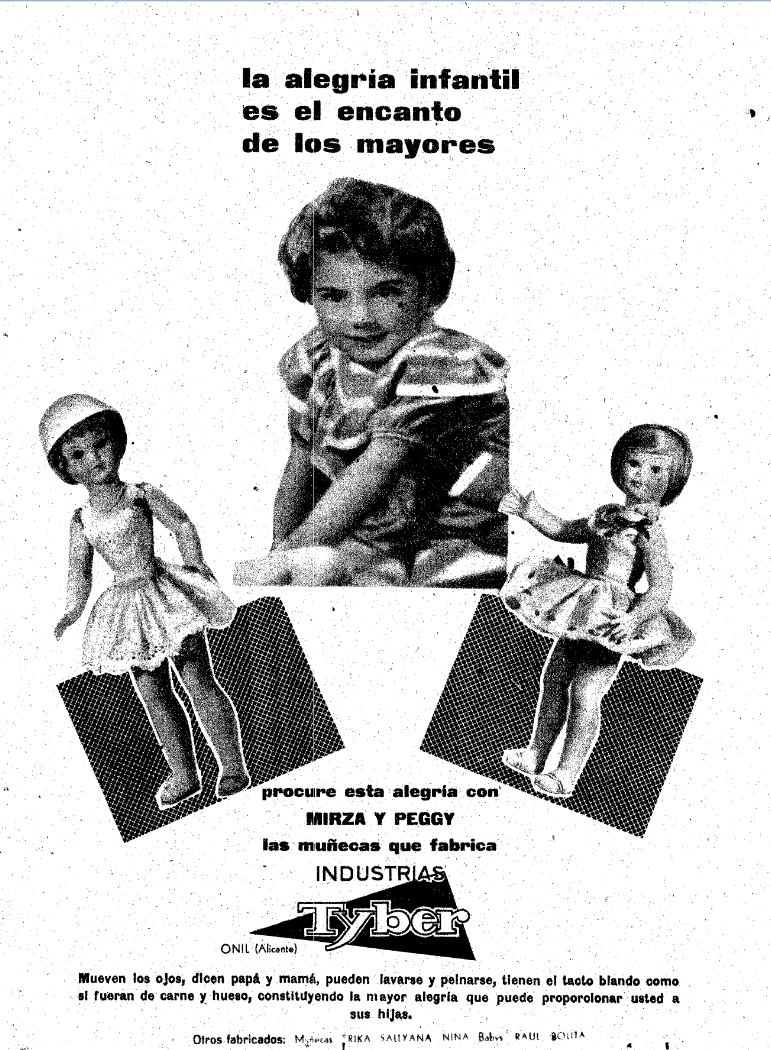 la alegría infantil
es el encanto
de los mayores
procure esta alegría con
MIRZA Y PEGGY
las muñecas que fabrica
INDUSTRIAS
Tyber
ONIL (Alicante)
Mueven los ojos, dicen papá y mamá, pueden lavarse y peinarse, tienen el tacto blando como
si fueran de carne y hueso, constituyendo la mayor alegría que puede proporcionar usted a
sus hijas.
Otros fabricados: Muñecas SALLYANA NINA Babys RAUL